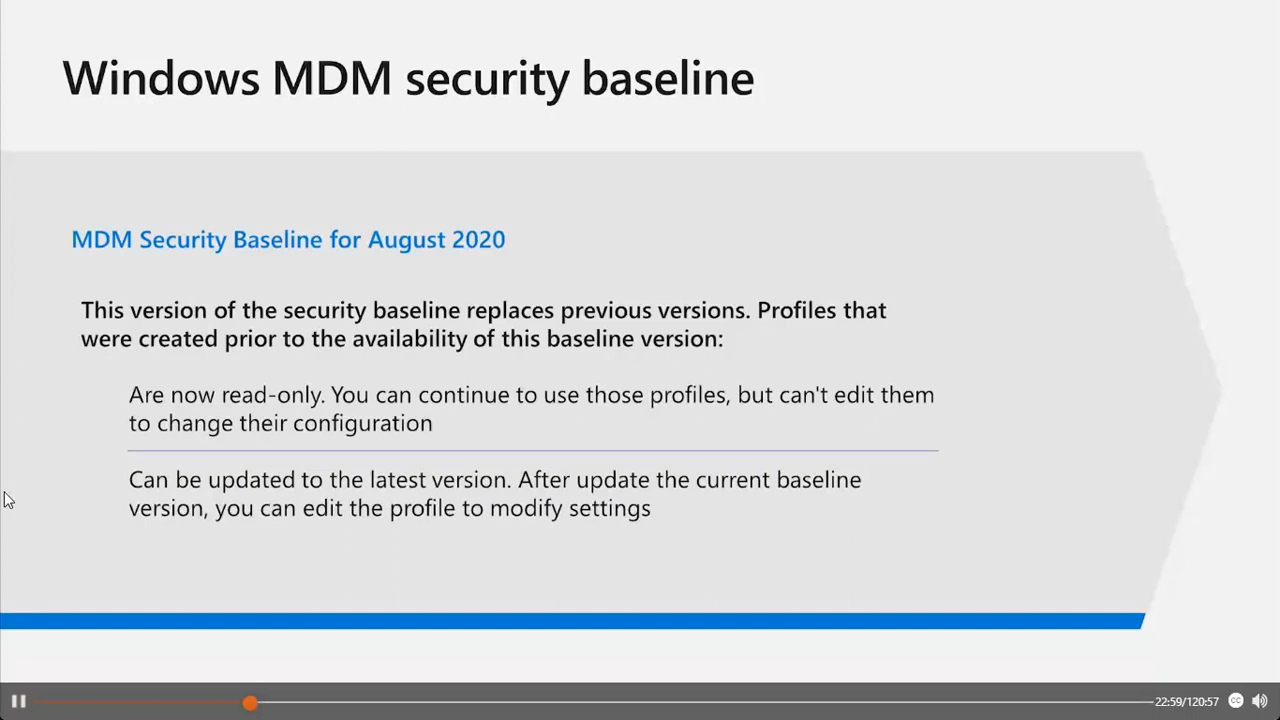 Windows MDM security baseline
MDM Security Baseline for August 2020
This version of the security baseline replaces previous versions. Profiles that
were created prior to the availability of this baseline version:
Are now read-only. You can continue to use those profiles, but can't edit them
to change their configuration
Can be updated to the latest version. After update the current baseline
version, you can edit the profile to modify settings
22:59/120:57
CC